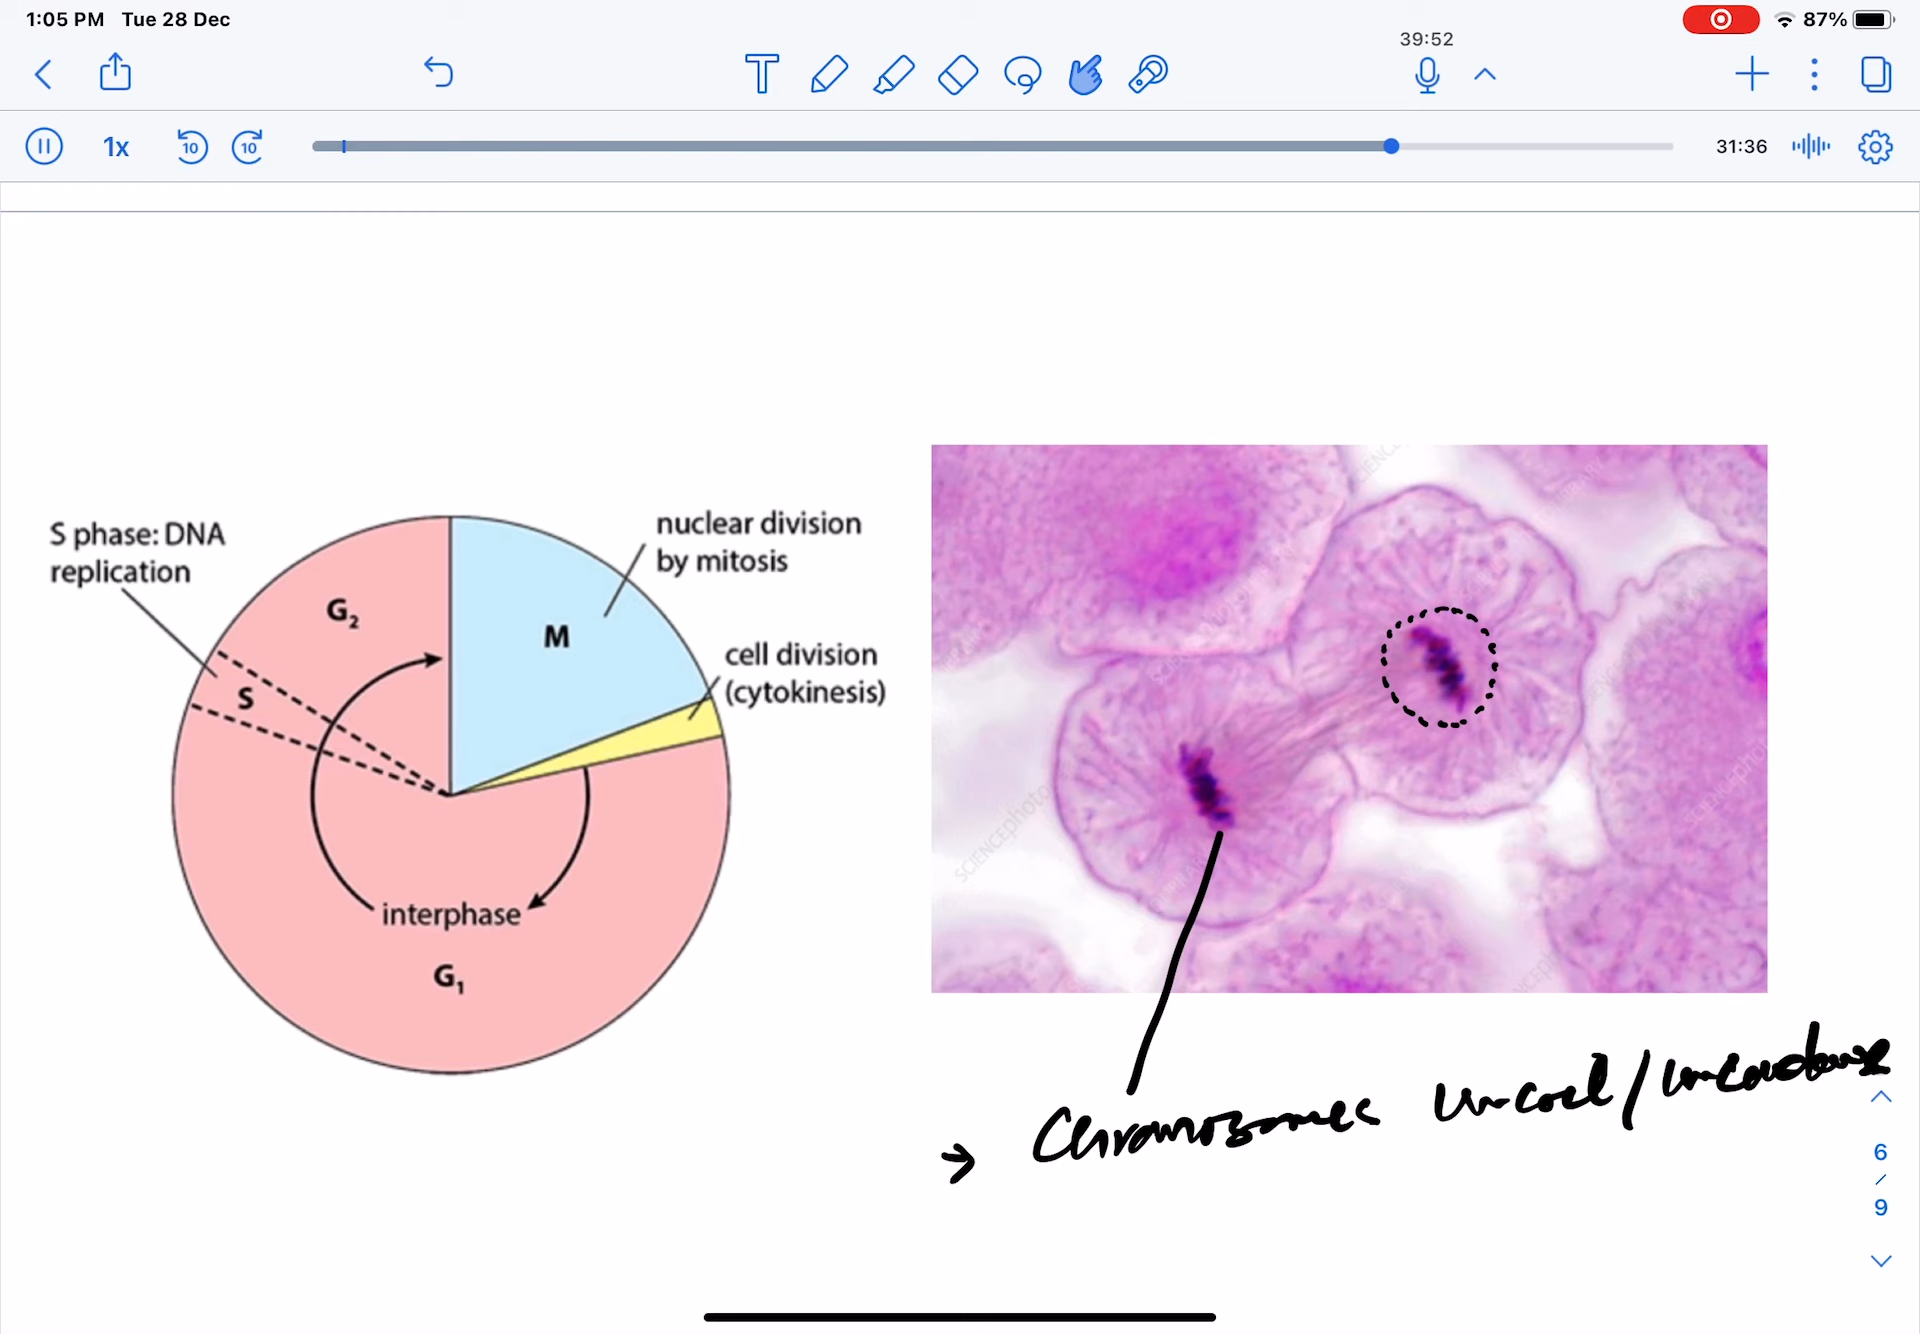 1:05 PM Tue 28 Dec
87%
39:52
1x
10
10
31:36
S phase: DNA
replication
G₂
M
S
nuclear division
by mitosis
cell division
(cytokinesis)
interphase
G₁
→ Chromosomes uncoil/uncondense
6
/
9